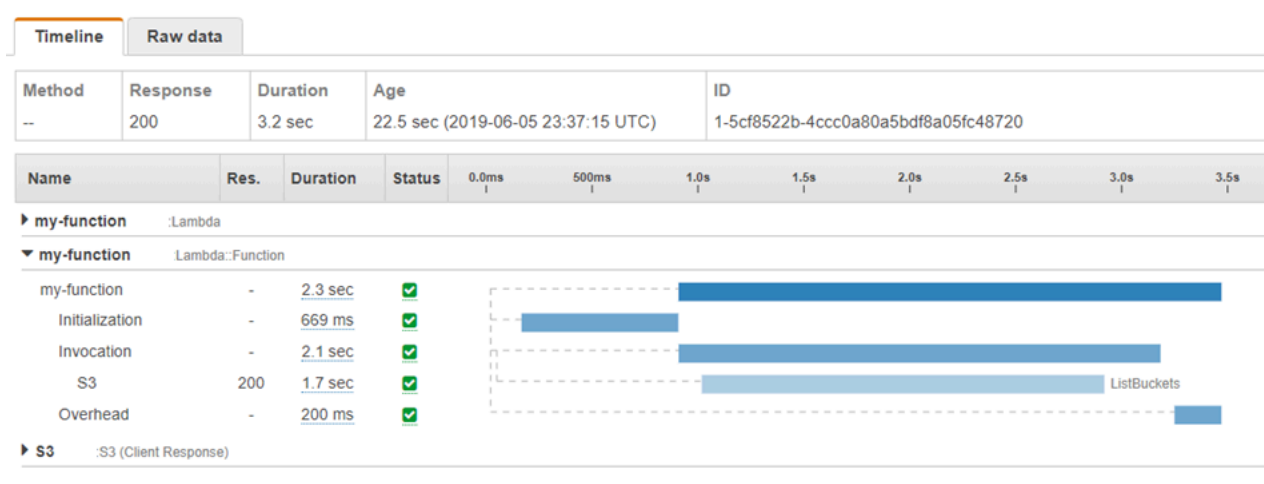 Timeline Raw data
Method Response Duration Age ID
-- 200 3.2 sec 22.5 sec (2019-06-05 23:37:15 UTC) 1-5cf8522b-4ccc0a80a5bdf8a05fc48720
Name Res. Duration Status 0.0ms 500ms 1.0s 1.5s 2.0s 2.5s 3.0s 3.5s
my-function :Lambda
my-function :Lambda::Function
my-function - 2.3 sec
Initialization - 669 ms
Invocation - 2.1 sec
S3 200 1.7 sec ListBuckets
Overhead - 200 ms
S3 :S3 (Client Response)